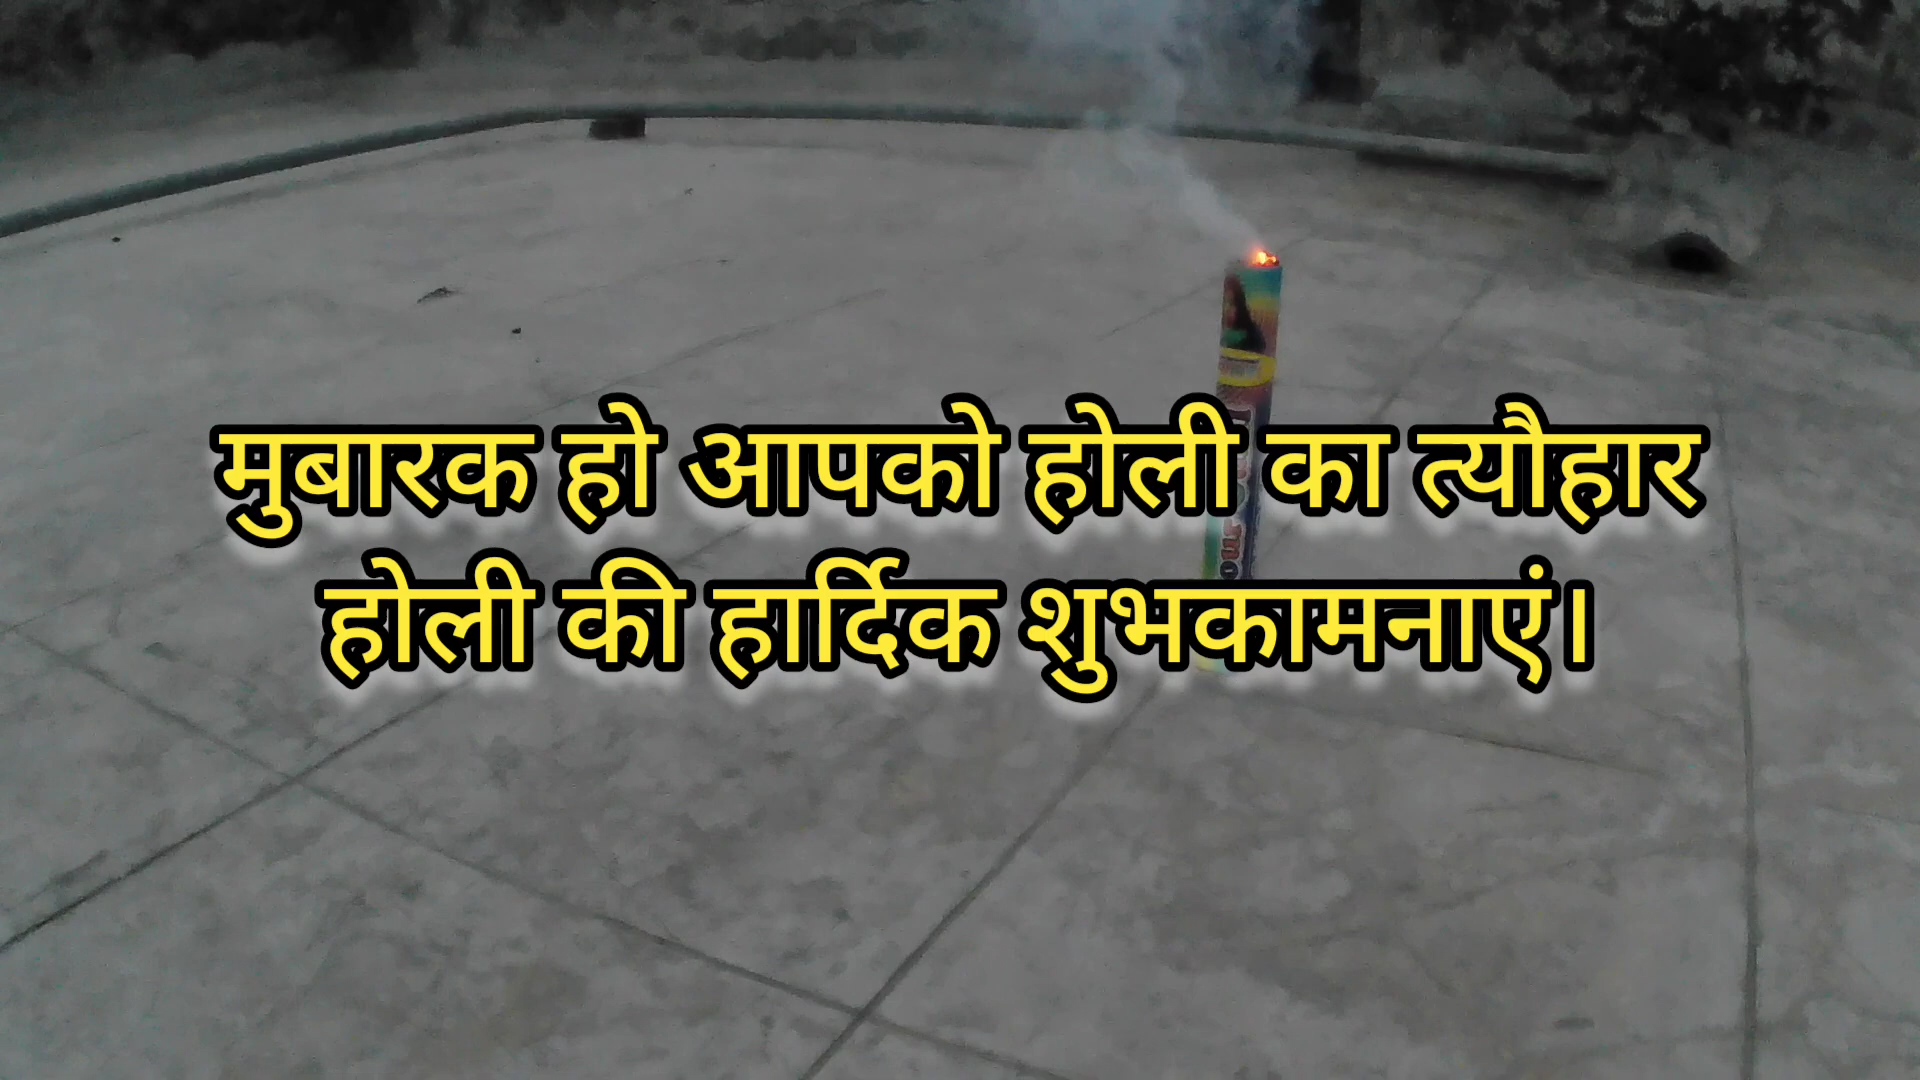 मुबारक हो आपको होली का त्यौहार
होली की हार्दिक शुभकामनाएं।